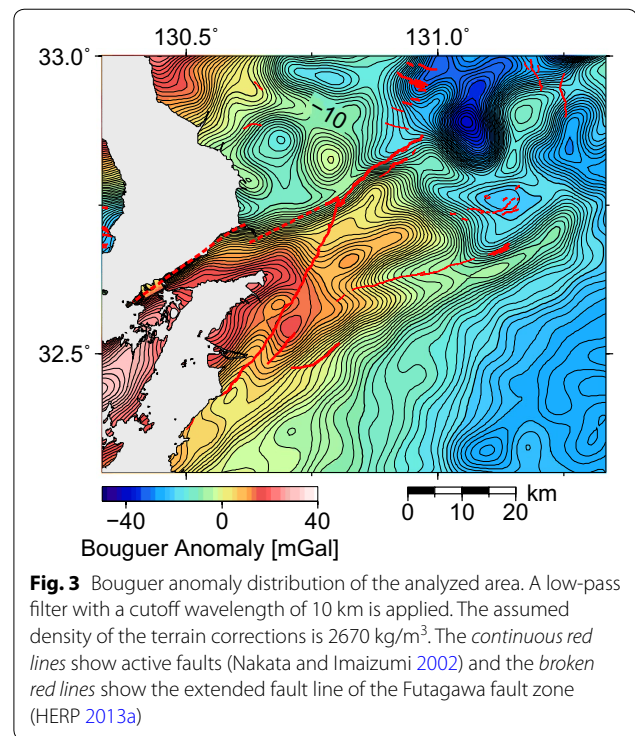 130.5° 131.0°
33.0°
−10
32.5°
−40 0 40
Bouguer Anomaly [mGal]
km
0 10 20
Fig. 3 Bouguer anomaly distribution of the analyzed area. A low-pass
filter with a cutoff wavelength of 10 km is applied. The assumed
density of the terrain corrections is 2670 kg/m³. The continuous red
lines show active faults (Nakata and Imaizumi 2002) and the broken
red lines show the extended fault line of the Futagawa fault zone
(HERP 2013a)